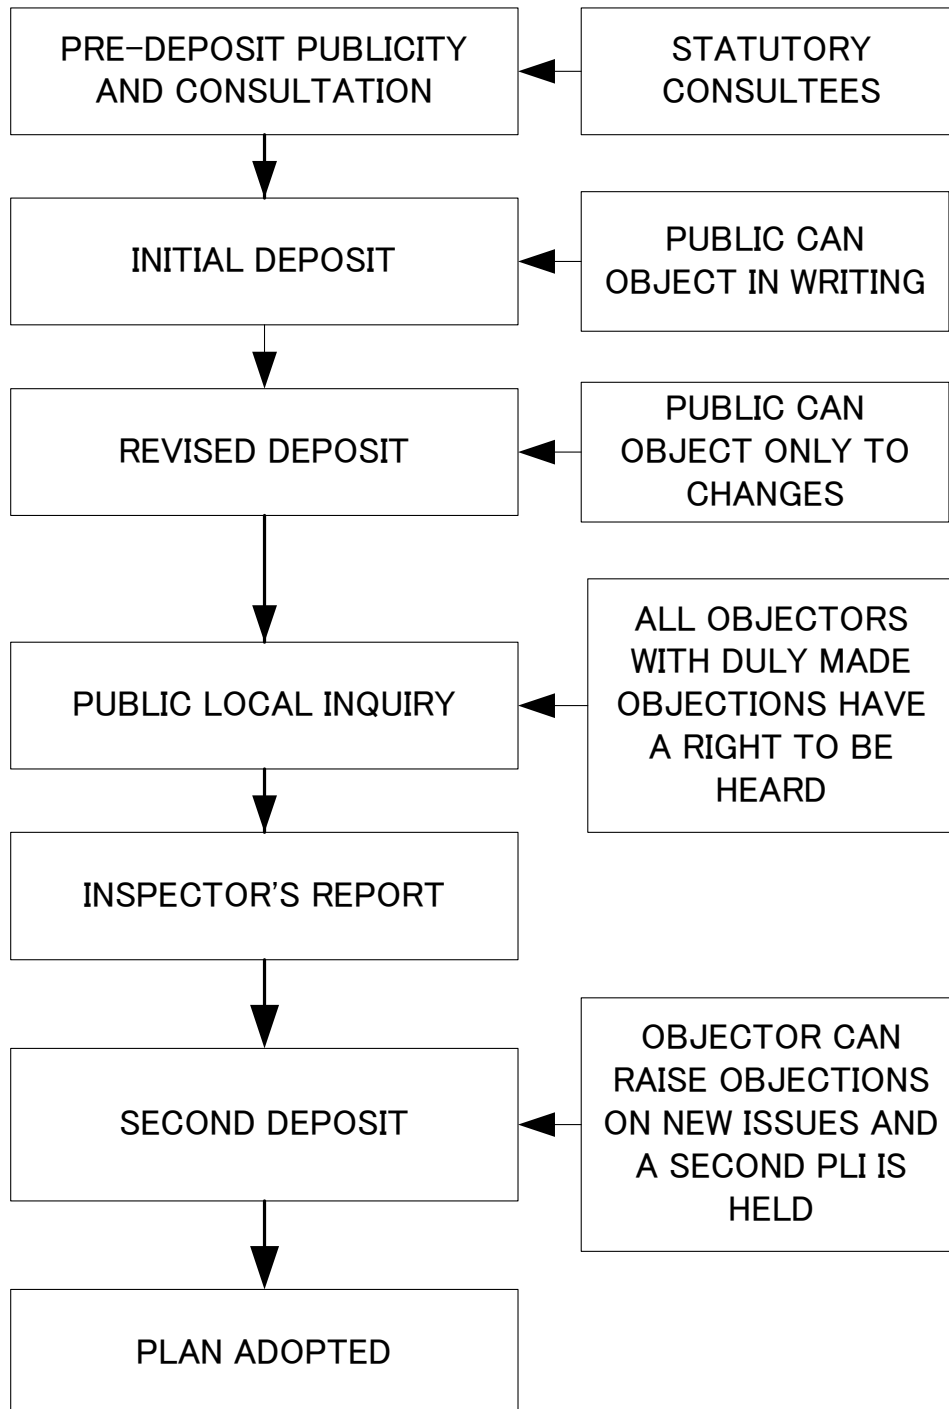 PRE-DEPOSIT PUBLICITY
AND CONSULTATION
STATUTORY
CONSULTEES
INITIAL DEPOSIT
PUBLIC CAN
OBJECT IN WRITING
REVISED DEPOSIT
PUBLIC CAN
OBJECT ONLY TO
CHANGES
PUBLIC LOCAL INQUIRY
ALL OBJECTORS
WITH DULY MADE
OBJECTIONS HAVE
A RIGHT TO BE
HEARD
INSPECTOR'S REPORT
SECOND DEPOSIT
OBJECTOR CAN
RAISE OBJECTIONS
ON NEW ISSUES AND
A SECOND PLI IS
HELD
PLAN ADOPTED